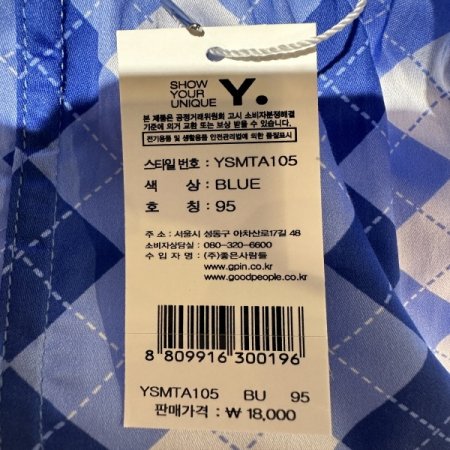 SHOW
YOUR
UNIQUE
Y.
본 제품은 공정거래위원회 고시 소비자분쟁해결
기준에 의거 교환 또는 보상 받을 수 있습니다.
전기용품 및 생활용품 안전관리법에 의한 품질표시
스타일 번호 : YSMTA105
색 상 : BLUE
호 칭 : 95
주 소 : 서울시 성동구 아차산로17길 48
소비자상담실 : 080-320-6600
수 입 자 명 : (주)좋은사람들
www.gpin.co.kr
www.goodpeople.co.kr
8 809916 300196
YSMTA105 BU 95
판매가격 : ₩ 18,000